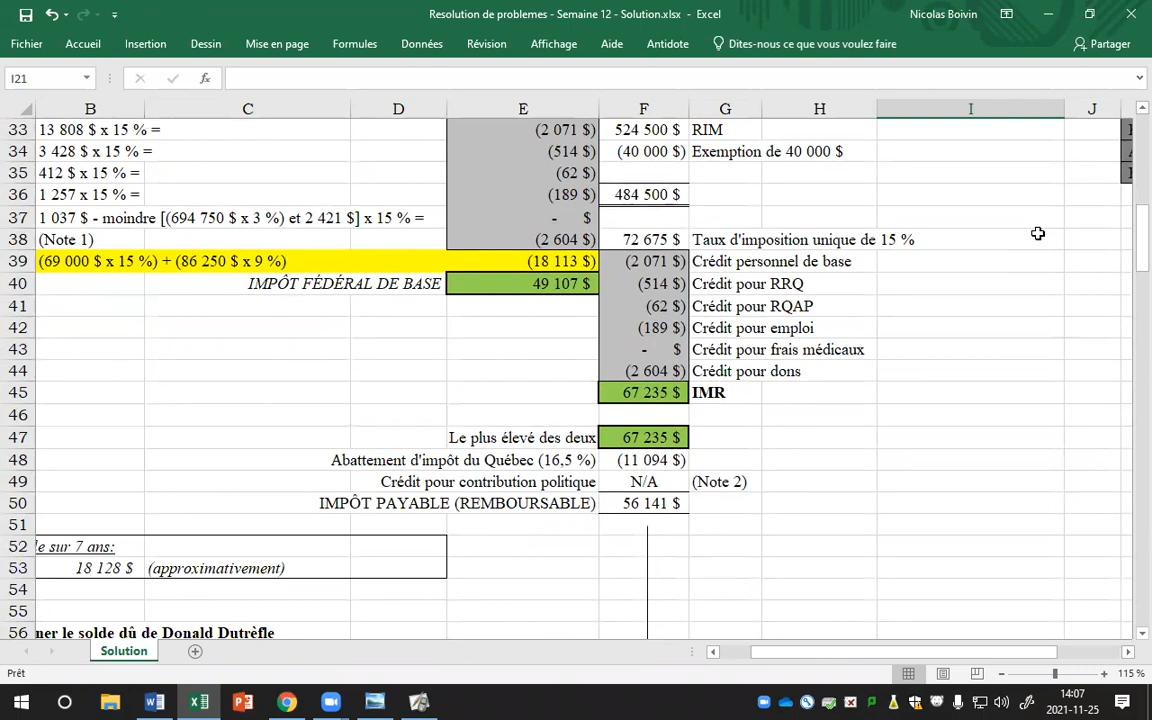 Resolution de problemes - Semaine 12 - Solution.xlsx - Excel
Nicolas Boivin
Fichier Accueil Insertion Dessin Mise en page Formules Données Révision Affichage Aide Antidote Dites-nous ce que vous voulez faire Partager
I21 fx
B C D E F G H I J
33 13 808 $ x 15 % = (2 071 $) 524 500 $ RIM
34 3 428 $ x 15 % = (514 $) (40 000 $) Exemption de 40 000 $
35 412 $ x 15 % = (62 $)
36 1 257 x 15 % = (189 $) 484 500 $
37 1 037 $ - moindre [(694 750 $ x 3 %) et 2 421 $] x 15 % = - $
38 (Note 1) (2 604 $) 72 675 $ Taux d'imposition unique de 15 %
39 (69 000 $ x 15 %) + (86 250 $ x 9 %) (18 113 $) (2 071 $) Crédit personnel de base
40 IMPÔT FÉDÉRAL DE BASE 49 107 $ (514 $) Crédit pour RRQ
41 (62 $) Crédit pour RQAP
42 (189 $) Crédit pour emploi
43 - $ Crédit pour frais médicaux
44 (2 604 $) Crédit pour dons
45 67 235 $ IMR
46
47 Le plus élevé des deux 67 235 $
48 Abattement d'impôt du Québec (16,5 %) (11 094 $)
49 Crédit pour contribution politique N/A (Note 2)
50 IMPÔT PAYABLE (REMBOURSABLE) 56 141 $
51
52 le sur 7 ans:
53 18 128 $ (approximativement)
54
55
56 ner le solde dû de Donald Dutrèfle
Solution
Prêt 115 %
14:07
2021-11-25